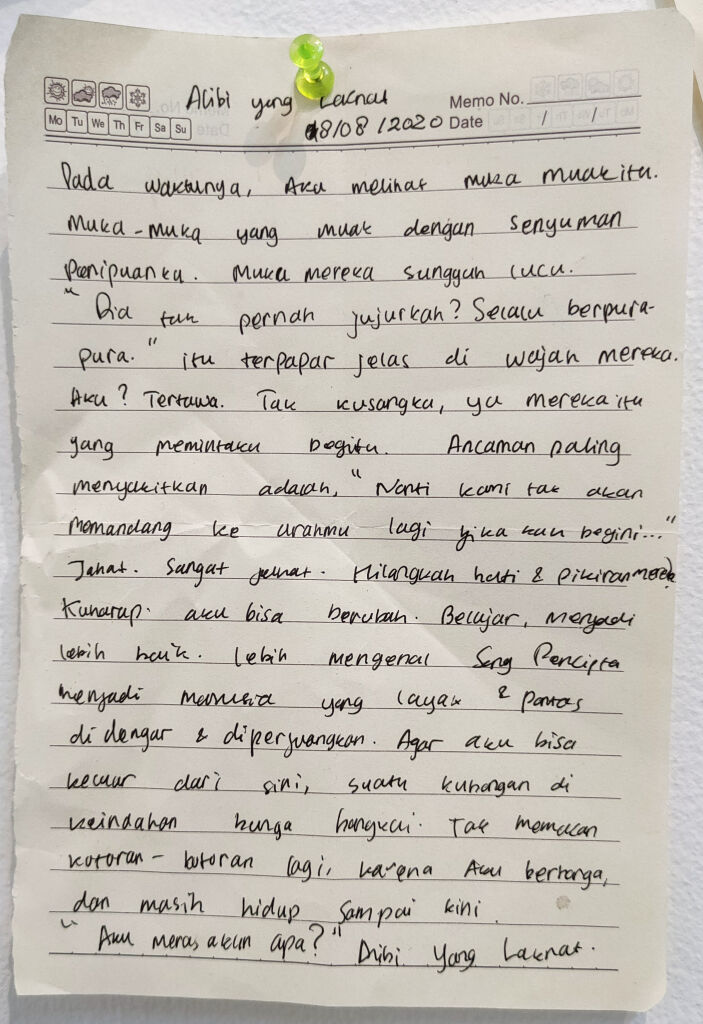 Alibi yang Laknat
Memo No.
Mo Tu We Th Fr Sa Su
18/08/2020 Date / /
Pada waktunya, Aku melihat muka muak itu.
Muka-muka yang muak dengan senyuman
penipuanku. Muka mereka sungguh lucu.
"Dia tak pernah jujurkah? Selalu berpura-
pura." itu terpapar jelas di wajah mereka.
Aku? Tertawa. Tak kusangka, ya mereka itu
yang memintaku begitu. Ancaman paling
menyakitkan adalah, "Nanti kami tak akan
memandang ke arahmu lagi jika kau begini..."
Jahat. Sangat jahat. Hilangkah hati & pikiran mereka
Kuharap. aku bisa berubah. Belajar, menjadi
lebih baik. lebih mengenal Sang Pencipta
menjadi manusia yang layak & pantas
didengar & diperjuangkan. Agar aku bisa
keluar dari sini, suatu kubangan di
keindahan bunga bangkai. Tak memakan
kotoran-kotoran lagi, karena Aku berharga,
dan masih hidup sampai kini.
"Aku merasakan apa?" Alibi Yang Laknat.